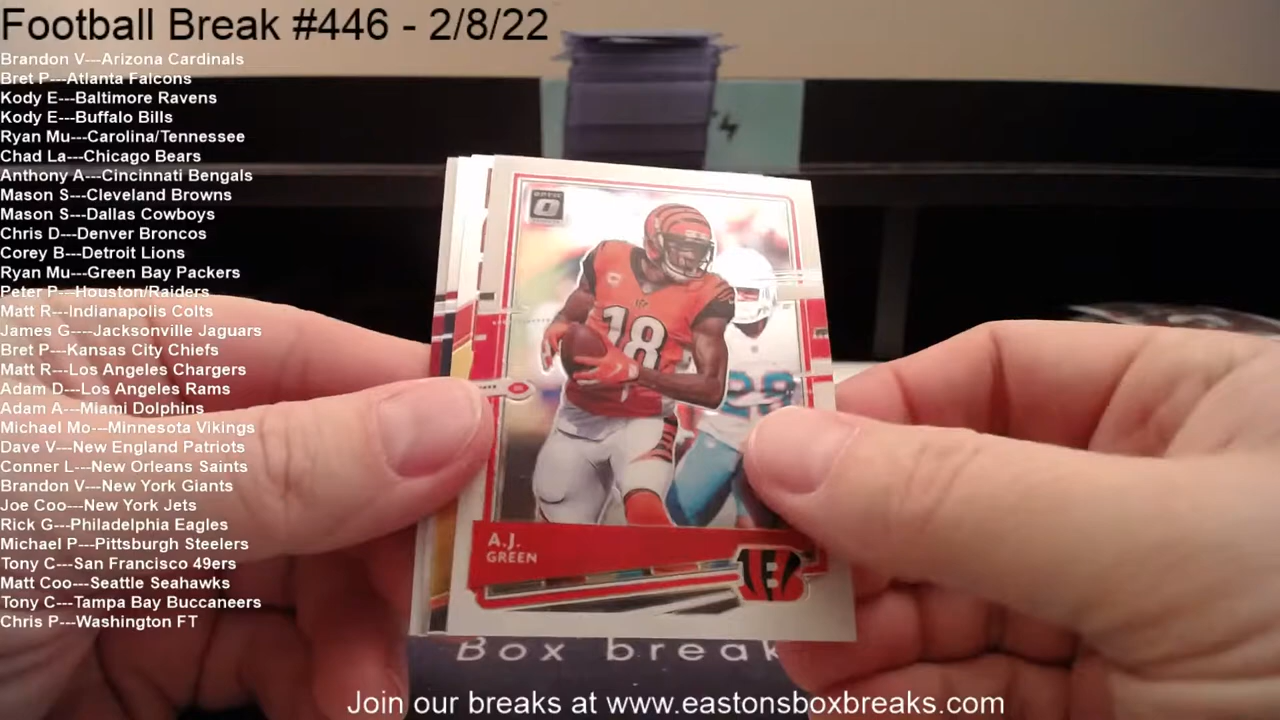 Football Break #446 - 2/8/22
Brandon V---Arizona Cardinals
Bret P---Atlanta Falcons
Kody E---Baltimore Ravens
Kody E---Buffalo Bills
Ryan Mu---Carolina/Tennessee
Chad La---Chicago Bears
Anthony A---Cincinnati Bengals
Mason S---Cleveland Browns
Mason S---Dallas Cowboys
Chris D---Denver Broncos
Corey B---Detroit Lions
Ryan Mu---Green Bay Packers
Peter P---Houston/Raiders
Matt R---Indianapolis Colts
James G----Jacksonville Jaguars
Bret P---Kansas City Chiefs
Matt R---Los Angeles Chargers
Adam D---Los Angeles Rams
Adam A---Miami Dolphins
Michael Mo---Minnesota Vikings
Dave V---New England Patriots
Conner L---New Orleans Saints
Brandon V---New York Giants
Joe Coo---New York Jets
Rick G---Philadelphia Eagles
Michael P---Pittsburgh Steelers
Tony C---San Francisco 49ers
Matt Coo---Seattle Seahawks
Tony C---Tampa Bay Buccaneers
Chris P---Washington FT
18
28
A.J.
GREEN
B
Box break
Join our breaks at www.eastonsboxbreaks.com